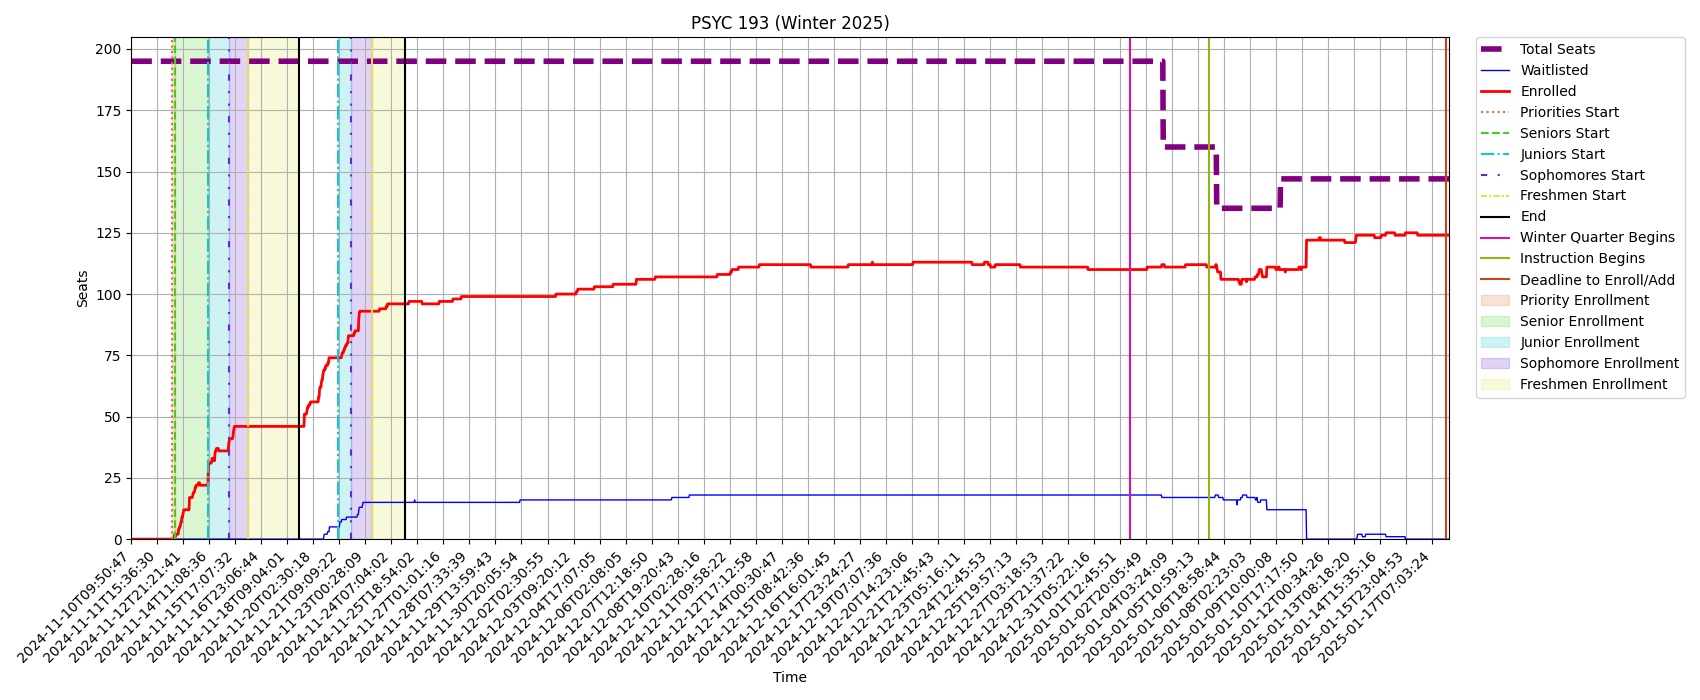 PSYC 193 (Winter 2025)
Seats
200
175
150
125
100
75
50
25
0
2024-11-10T09:50:47
2024-11-11T15:36:30
2024-11-12T21:21:41
2024-11-14T11:08:36
2024-11-15T17:07:32
2024-11-16T23:06:44
2024-11-18T09:04:01
2024-11-20T02:30:18
2024-11-21T09:09:22
2024-11-23T00:28:09
2024-11-24T07:04:02
2024-11-25T18:54:02
2024-11-27T01:01:16
2024-11-28T07:33:39
2024-11-29T13:59:43
2024-11-30T20:05:54
2024-12-02T02:30:55
2024-12-03T09:20:12
2024-12-04T17:07:05
2024-12-06T02:08:05
2024-12-07T12:18:50
2024-12-08T19:20:43
2024-12-10T02:28:16
2024-12-11T09:58:22
2024-12-12T17:12:58
2024-12-14T00:30:47
2024-12-15T08:42:36
2024-12-16T16:01:45
2024-12-17T23:24:27
2024-12-19T07:07:36
2024-12-20T14:23:06
2024-12-21T21:45:43
2024-12-23T05:16:11
2024-12-24T12:45:53
2024-12-25T19:57:13
2024-12-27T03:18:53
2024-12-29T21:37:22
2024-12-31T05:22:16
2025-01-01T12:45:51
2025-01-02T20:05:49
2025-01-04T03:24:09
2025-01-05T10:59:13
2025-01-06T18:58:44
2025-01-08T02:23:03
2025-01-09T10:00:08
2025-01-10T17:17:50
2025-01-12T00:34:26
2025-01-13T08:18:20
2025-01-14T15:35:16
2025-01-15T23:04:53
2025-01-17T07:03:24
Time
Total Seats
Waitlisted
Enrolled
Priorities Start
Seniors Start
Juniors Start
Sophomores Start
Freshmen Start
End
Winter Quarter Begins
Instruction Begins
Deadline to Enroll/Add
Priority Enrollment
Senior Enrollment
Junior Enrollment
Sophomore Enrollment
Freshmen Enrollment